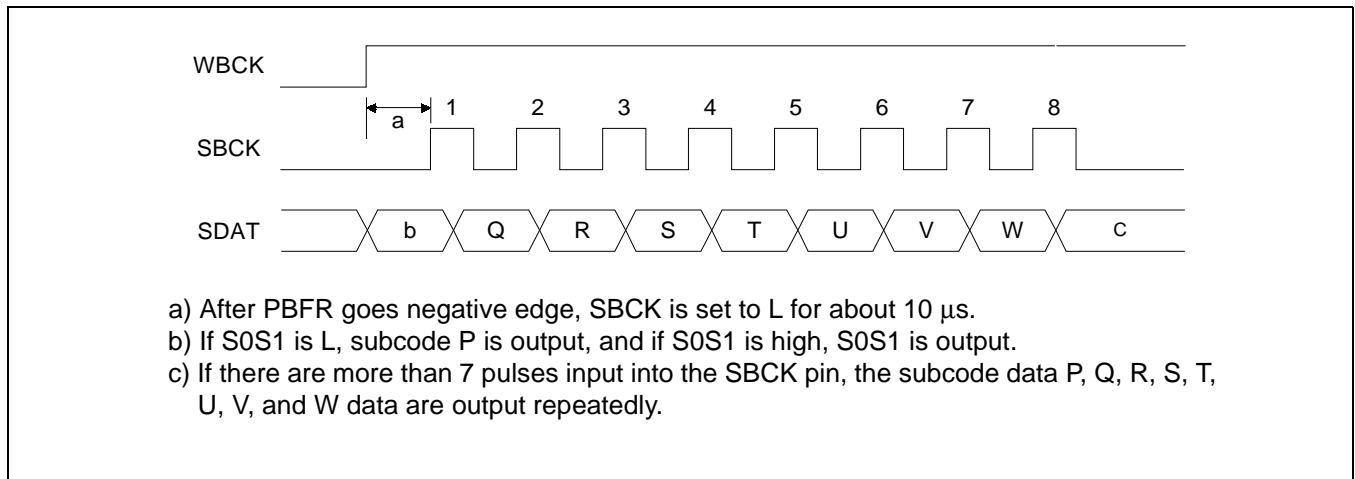 WBCK
a
1 2 3 4 5 6 7 8
SBCK
SDAT b Q R S T U V W C
a) After PBFR goes negative edge, SBCK is set to L for about 10 μs.
b) If S0S1 is L, subcode P is output, and if S0S1 is high, S0S1 is output.
c) If there are more than 7 pulses input into the SBCK pin, the subcode data P, Q, R, S, T,
U, V, and W data are output repeatedly.